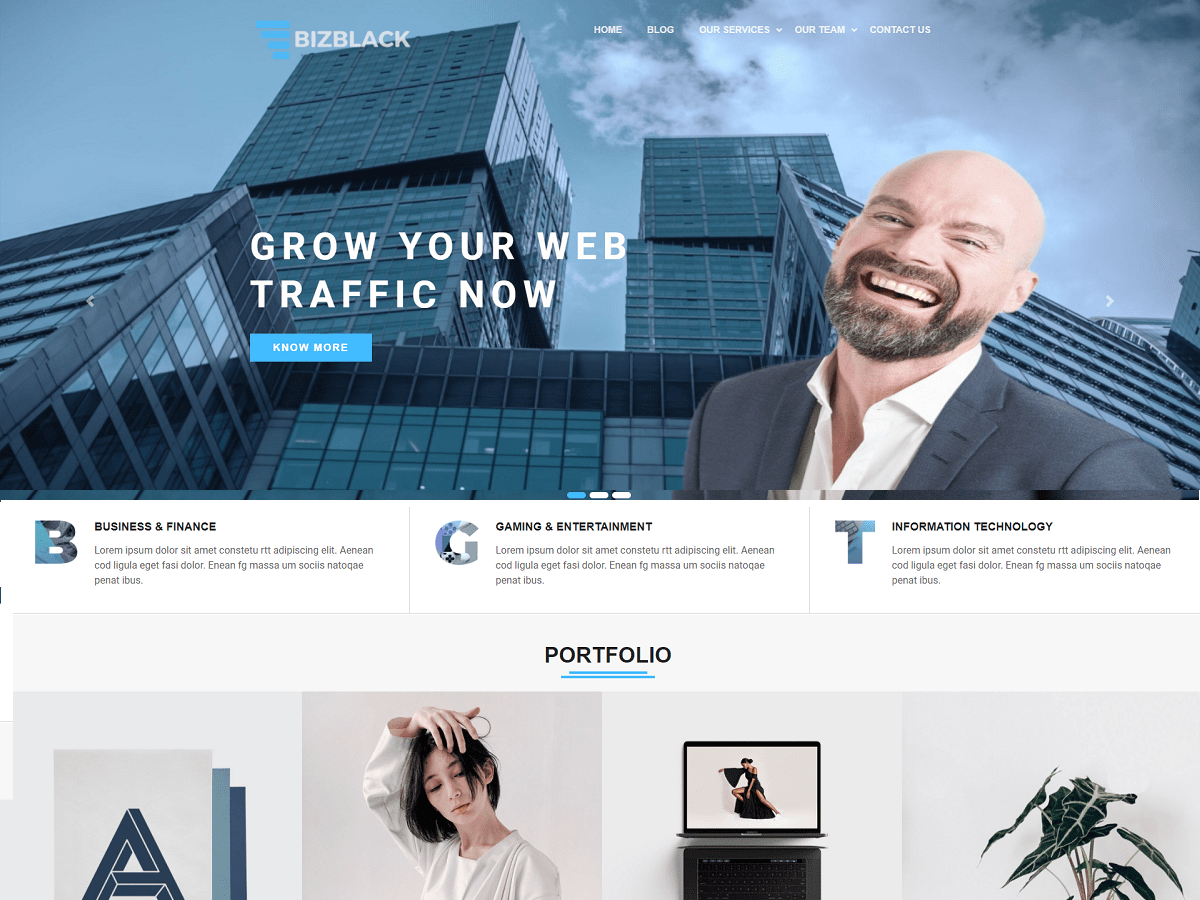 BIZBLACK
HOME BLOG OUR SERVICES OUR TEAM CONTACT US
GROW YOUR WEB
TRAFFIC NOW
KNOW MORE
B
BUSINESS & FINANCE
Lorem ipsum dolor sit amet constetu rtt adipiscing elit. Aenean
cod ligula eget fasi dolor. Enean fg massa um sociis natoqae
penat ibus.
G
GAMING & ENTERTAINMENT
Lorem ipsum dolor sit amet constetu rtt adipiscing elit. Aenean
cod ligula eget fasi dolor. Enean fg massa um sociis natoqae
penat ibus.
T
INFORMATION TECHNOLOGY
Lorem ipsum dolor sit amet constetu rtt adipiscing elit. Aenean
cod ligula eget fasi dolor. Enean fg massa um sociis natoqae
penat ibus.
PORTFOLIO
A